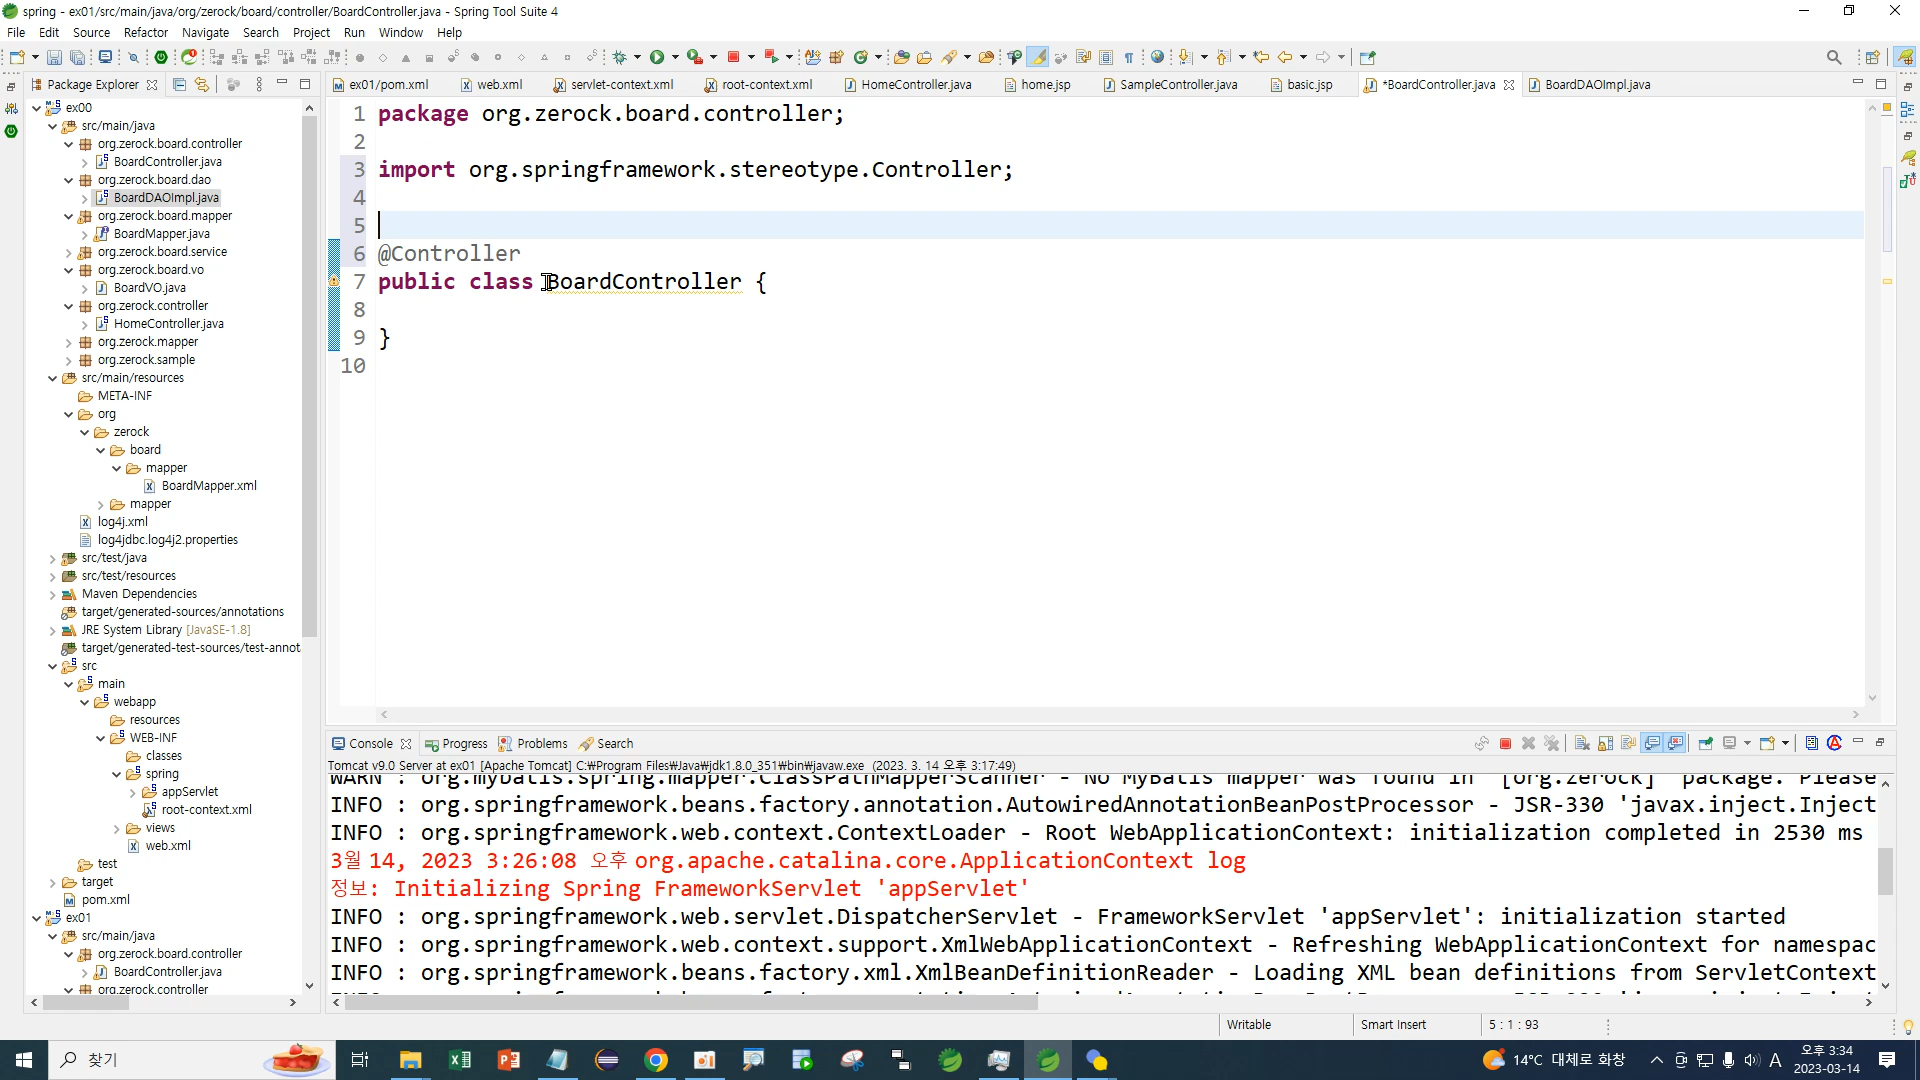 spring - ex01/src/main/java/org/zerock/board/controller/BoardController.java - Spring Tool Suite 4
File Edit Source Refactor Navigate Search Project Run Window Help
Package Explorer
ex00
src/main/java
org.zerock.board.controller
BoardController.java
org.zerock.board.dao
BoardDAOImpl.java
org.zerock.board.mapper
BoardMapper.java
org.zerock.board.service
org.zerock.board.vo
BoardVO.java
org.zerock.controller
HomeController.java
org.zerock.mapper
org.zerock.sample
src/main/resources
META-INF
org
zerock
board
mapper
BoardMapper.xml
mapper
log4j.xml
log4jdbc.log4j2.properties
src/test/java
src/test/resources
Maven Dependencies
target/generated-sources/annotations
JRE System Library [JavaSE-1.8]
target/generated-test-sources/test-annot
src
main
webapp
resources
WEB-INF
classes
spring
appServlet
root-context.xml
views
web.xml
test
target
pom.xml
ex01
src/main/java
org.zerock.board.controller
BoardController.java
org.zerock.controller
ex01/pom.xml web.xml servlet-context.xml root-context.xml HomeController.java home.jsp SampleController.java basic.jsp *BoardController.java BoardDAOImpl.java
1 package org.zerock.board.controller;
2
3 import org.springframework.stereotype.Controller;
4
5
6 @Controller
7 public class BoardController {
8
9 }
10
Console Progress Problems Search
Tomcat v9.0 Server at ex01 [Apache Tomcat] C:₩Program Files₩Java₩jdk1.8.0_351₩bin₩javaw.exe (2023. 3. 14 오후 3:17:49)
WARN : org.mybatis.spring.mapper.ClassPathMapperScanner - No MyBatis mapper was found in '[org.zerock]' package. Please
INFO : org.springframework.beans.factory.annotation.AutowiredAnnotationBeanPostProcessor - JSR-330 'javax.inject.Inject
INFO : org.springframework.web.context.ContextLoader - Root WebApplicationContext: initialization completed in 2530 ms
3월 14, 2023 3:26:08 오후 org.apache.catalina.core.ApplicationContext log
정보: Initializing Spring FrameworkServlet 'appServlet'
INFO : org.springframework.web.servlet.DispatcherServlet - FrameworkServlet 'appServlet': initialization started
INFO : org.springframework.web.context.support.XmlWebApplicationContext - Refreshing WebApplicationContext for namespac
INFO : org.springframework.beans.factory.xml.XmlBeanDefinitionReader - Loading XML bean definitions from ServletContext
Writable Smart Insert 5 : 1 : 93
찾기
14°C 대체로 화창
A
오후 3:34
2023-03-14